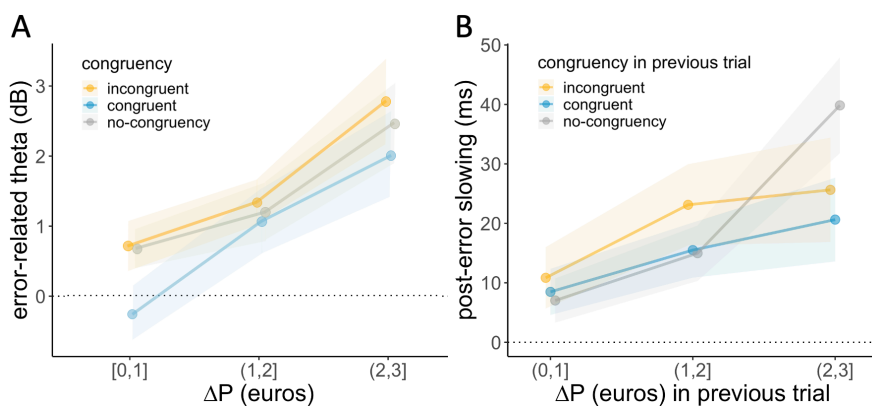 A
congruency
incongruent
congruent
no-congruency
error-related theta (dB)
3
2
1
0
[0,1]
(1,2]
(2,3]
ΔP (euros)
B
congruency in previous trial
incongruent
congruent
no-congruency
post-error slowing (ms)
50
40
30
20
10
0
(0,1]
(1,2]
(2,3]
ΔP (euros) in previous trial